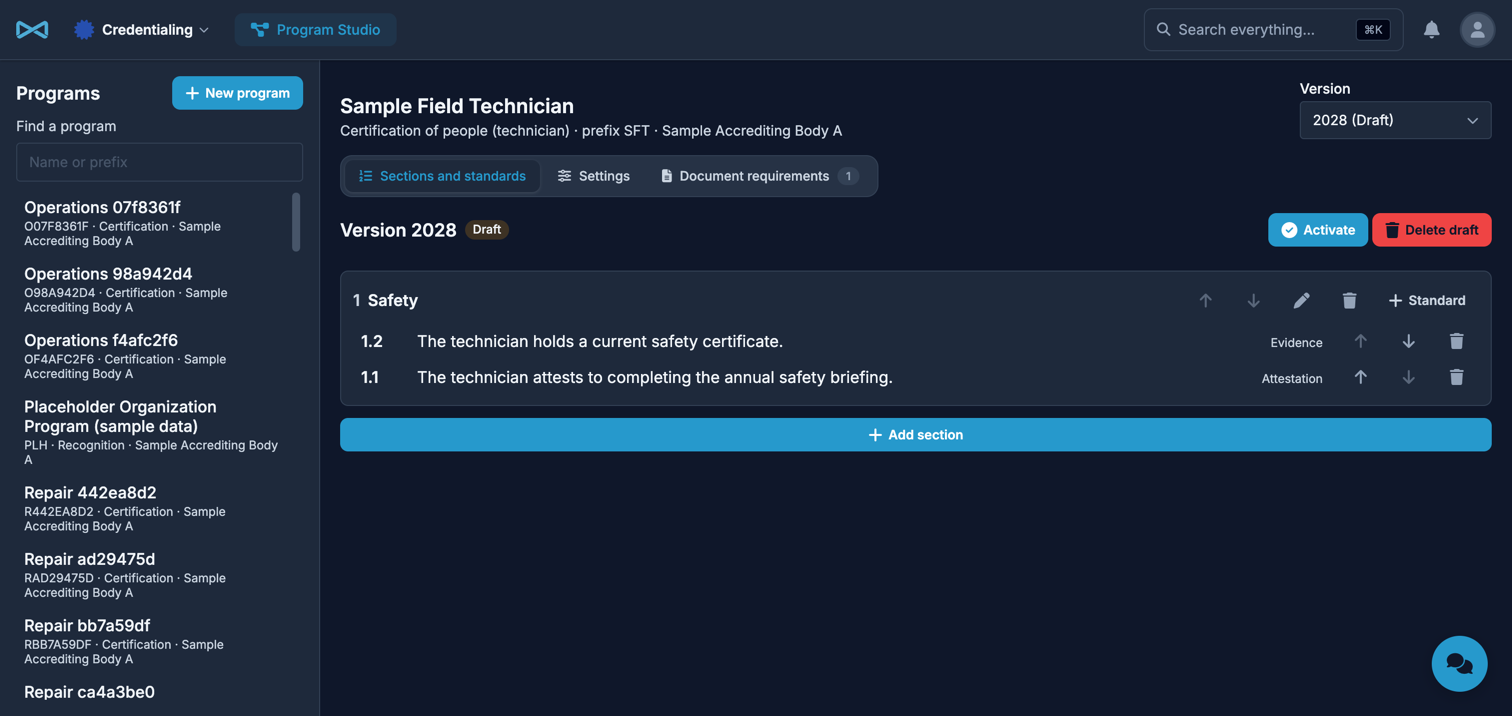 Credentialing
Program Studio
Search everything...
⌘K
Programs
New program
Find a program
Name or prefix
Operations 07f8361f
O07F8361F · Certification · Sample
Accrediting Body A
Operations 98a942d4
O98A942D4 · Certification · Sample
Accrediting Body A
Operations f4afc2f6
OF4AFC2F6 · Certification · Sample
Accrediting Body A
Placeholder Organization
Program (sample data)
PLH · Recognition · Sample Accrediting Body
A
Repair 442ea8d2
R442EA8D2 · Certification · Sample
Accrediting Body A
Repair ad29475d
RAD29475D · Certification · Sample
Accrediting Body A
Repair bb7a59df
RBB7A59DF · Certification · Sample
Accrediting Body A
Repair ca4a3be0
Sample Field Technician
Certification of people (technician) · prefix SFT · Sample Accrediting Body A
Version
2028 (Draft)
Sections and standards
Settings
Document requirements 1
Version 2028 Draft
Activate
Delete draft
1 Safety
Standard
1.2 The technician holds a current safety certificate. Evidence
1.1 The technician attests to completing the annual safety briefing. Attestation
Add section